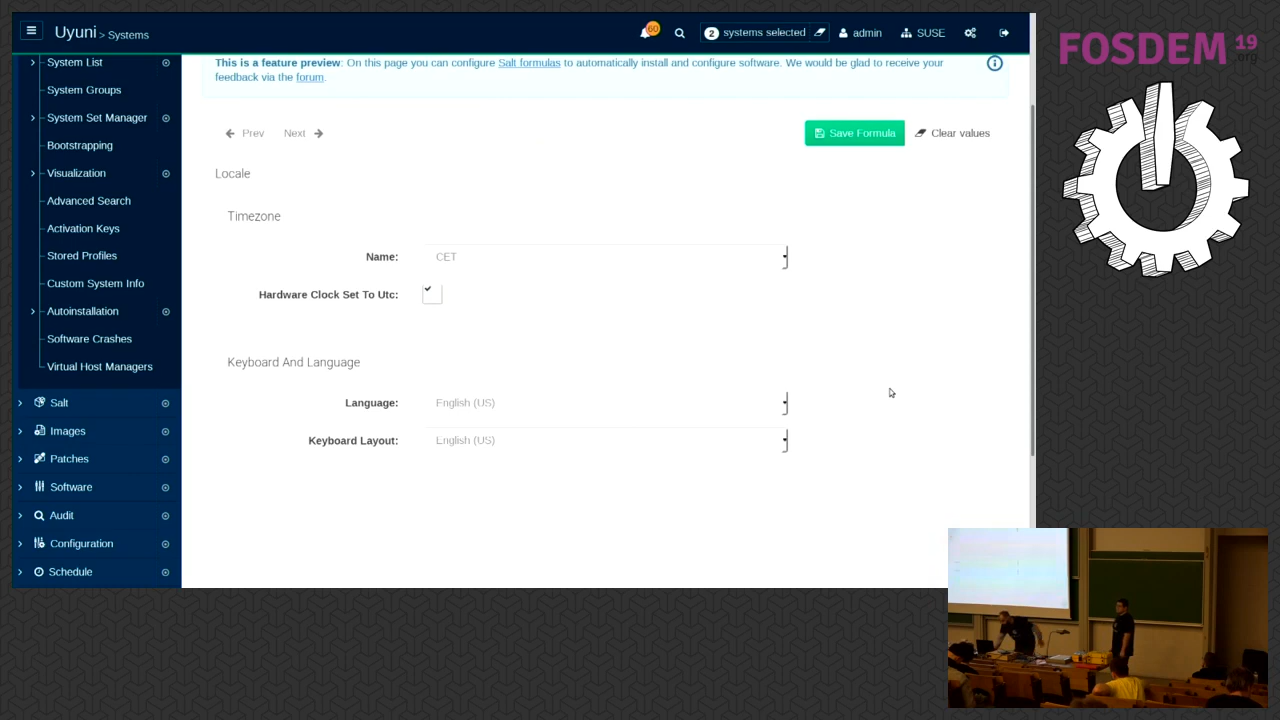 Uyuni > Systems
60
2 systems selected
admin
SUSE
FOSDEM 19
.org
System List
System Groups
System Set Manager
Bootstrapping
Visualization
Advanced Search
Activation Keys
Stored Profiles
Custom System Info
Autoinstallation
Software Crashes
Virtual Host Managers
Salt
Images
Patches
Software
Audit
Configuration
Schedule
This is a feature preview: On this page you can configure Salt formulas to automatically install and configure software. We would be glad to receive your
feedback via the forum.
Prev Next
Save Formula Clear values
Locale
Timezone
Name: CET
Hardware Clock Set To Utc:
Keyboard And Language
Language: English (US)
Keyboard Layout: English (US)